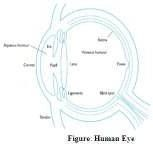 Retina
Aqueous humour
Iris
Vitreous humour
Cornea
Pupil
Lens
Fovea
Ligaments
Blind spot
Tendon
Figure: Human Eye